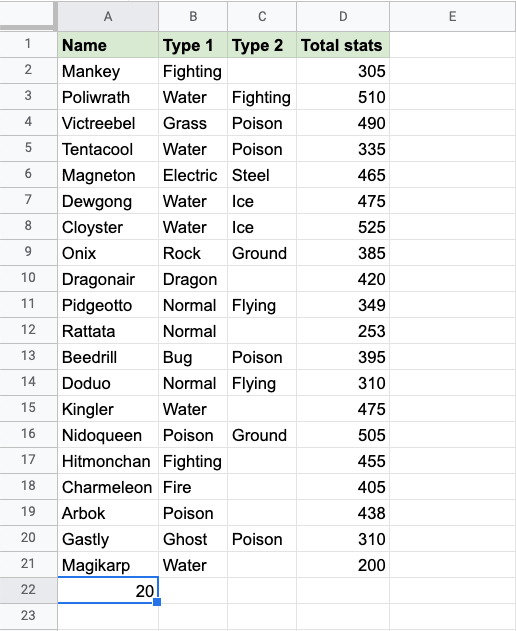 A B C D E
1 Name Type 1 Type 2 Total stats
2 Mankey Fighting 305
3 Poliwrath Water Fighting 510
4 Victreebel Grass Poison 490
5 Tentacool Water Poison 335
6 Magneton Electric Steel 465
7 Dewgong Water Ice 475
8 Cloyster Water Ice 525
9 Onix Rock Ground 385
10 Dragonair Dragon 420
11 Pidgeotto Normal Flying 349
12 Rattata Normal 253
13 Beedrill Bug Poison 395
14 Doduo Normal Flying 310
15 Kingler Water 475
16 Nidoqueen Poison Ground 505
17 Hitmonchan Fighting 455
18 Charmeleon Fire 405
19 Arbok Poison 438
20 Gastly Ghost Poison 310
21 Magikarp Water 200
22 20
23